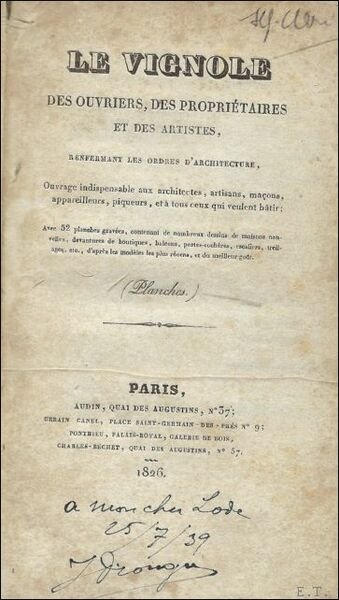 LE VIGNOLE
DES OUVRIERS, DES PROPRIÉTAIRES
ET DES ARTISTES,
RENFERMANT LES ORDRES D'ARCHITECTURE,
Ouvrage indispensable aux architectes, artisans, maçons,
appareilleurs, piqueurs, et à tous ceux qui veulent bâtir;
Avec 32 planches gravées, contenant de nombreux dessins de maisons nou-
velles, devantures de boutiques, balcons, portes-cochères, escaliers, treil-
ages, etc., d'après les modèles les plus récens, et du meilleur goût.
(Planches.)
PARIS,
AUDIN, QUAI DES AUGUSTINS, N° 37;
URBAIN CANEL, PLACE SAINT-GERMAIN-DES-PRÉS N° 9;
PONTHIEU, PALAIS-ROYAL, GALERIE DE BOIS,
CHARLES-BÉCHET, QUAI DES AUGUSTINS, N° 57.
1826.
a mon cher Lode
25/7/39
E.T.